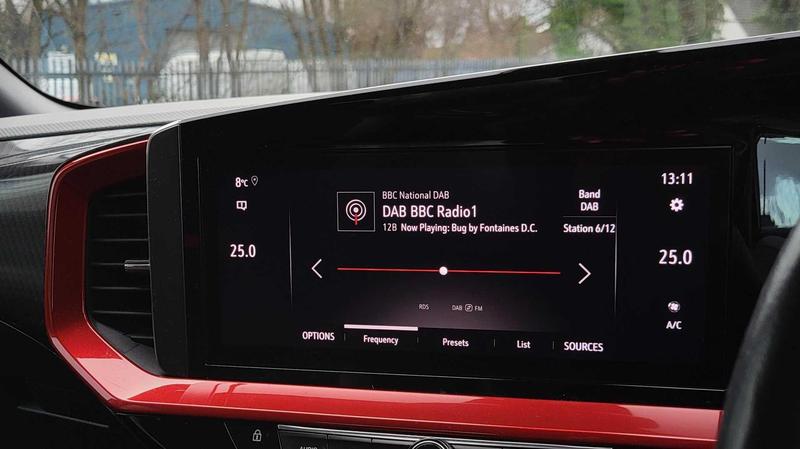 8°C
25.0
BBC National DAB
DAB BBC Radio1
12B Now Playing: Bug by Fontaines D.C.
Band
DAB
Station 6/12
13:11
25.0
A/C
RDS DAB FM
OPTIONS Frequency Presets List SOURCES
AUDIO